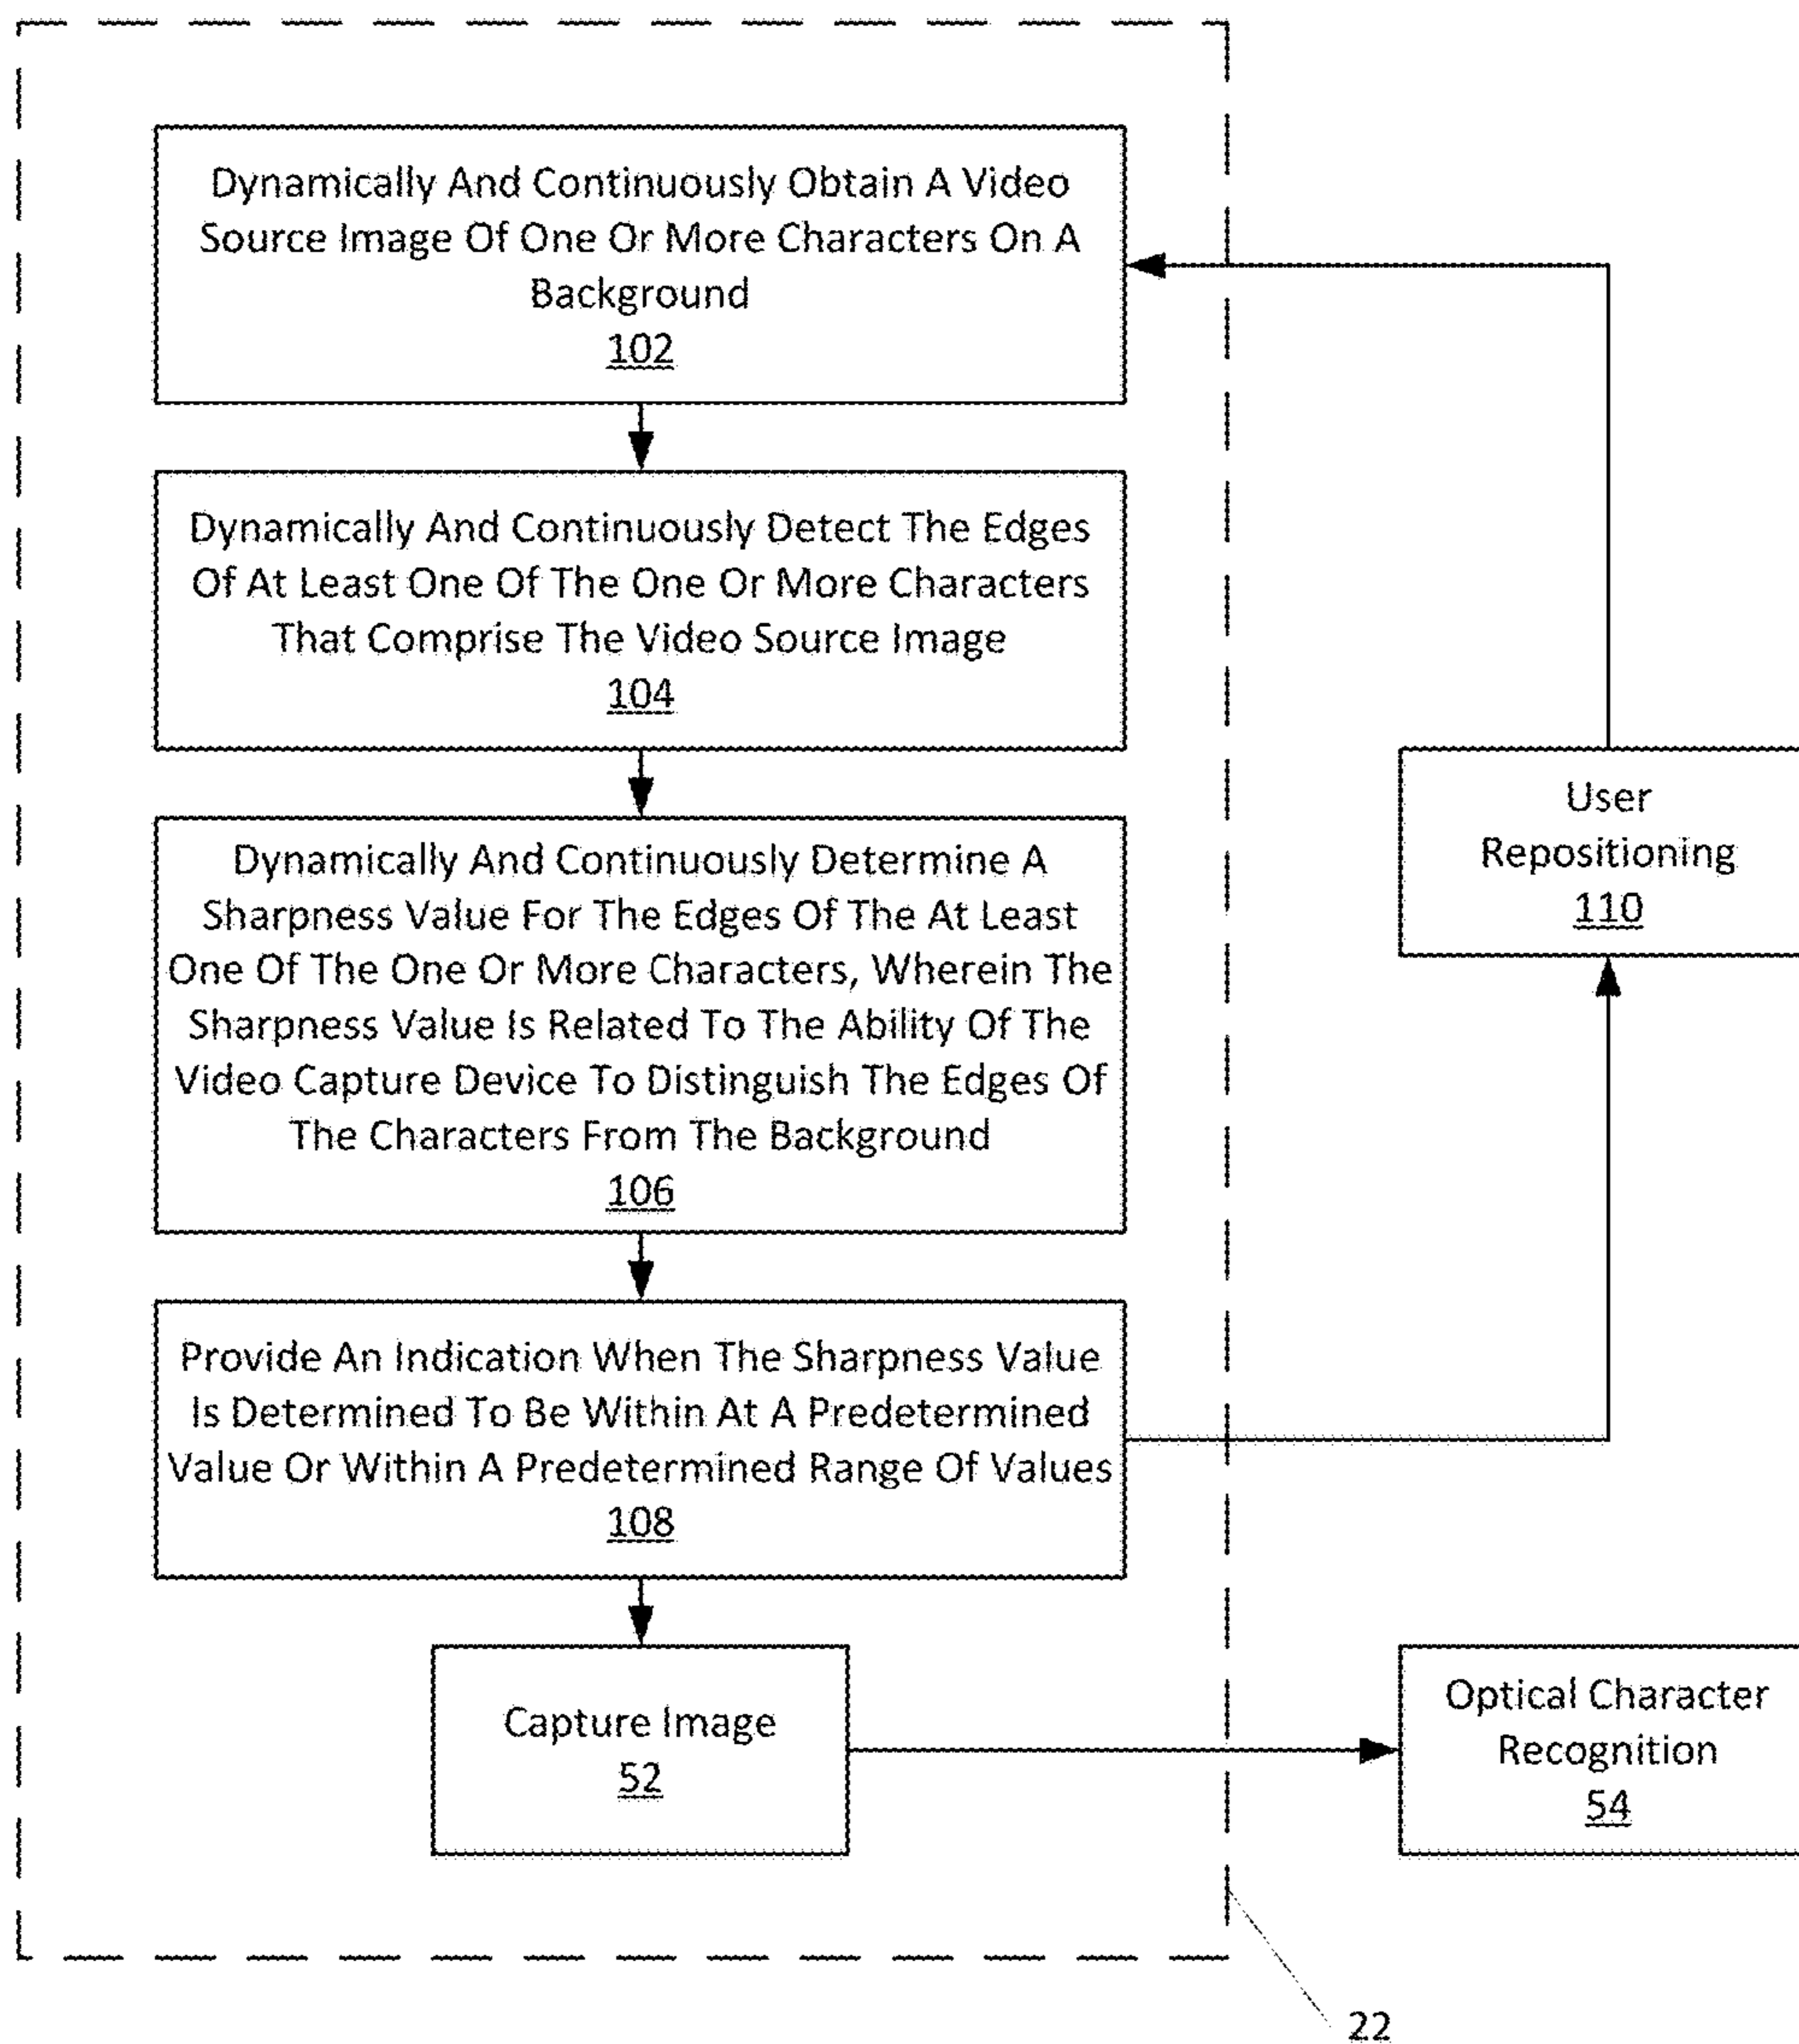 Dynamically And Continuously Obtain A Video
Source Image Of One Or More Characters On A
Background
102
Dynamically And Continuously Detect The Edges
Of At Least One Of The One Or More Characters
That Comprise The Video Source Image
104
Dynamically And Continuously Determine A
Sharpness Value For The Edges Of The At Least
One Of The One Or More Characters, Wherein The
Sharpness Value Is Related To The Ability Of The
Video Capture Device To Distinguish The Edges Of
The Characters From The Background
106
Provide An Indication When The Sharpness Value
Is Determined To Be Within At A Predetermined
Value Or Within A Predetermined Range Of Values
108
User
Repositioning
110
Capture Image
52
Optical Character
Recognition
54
22